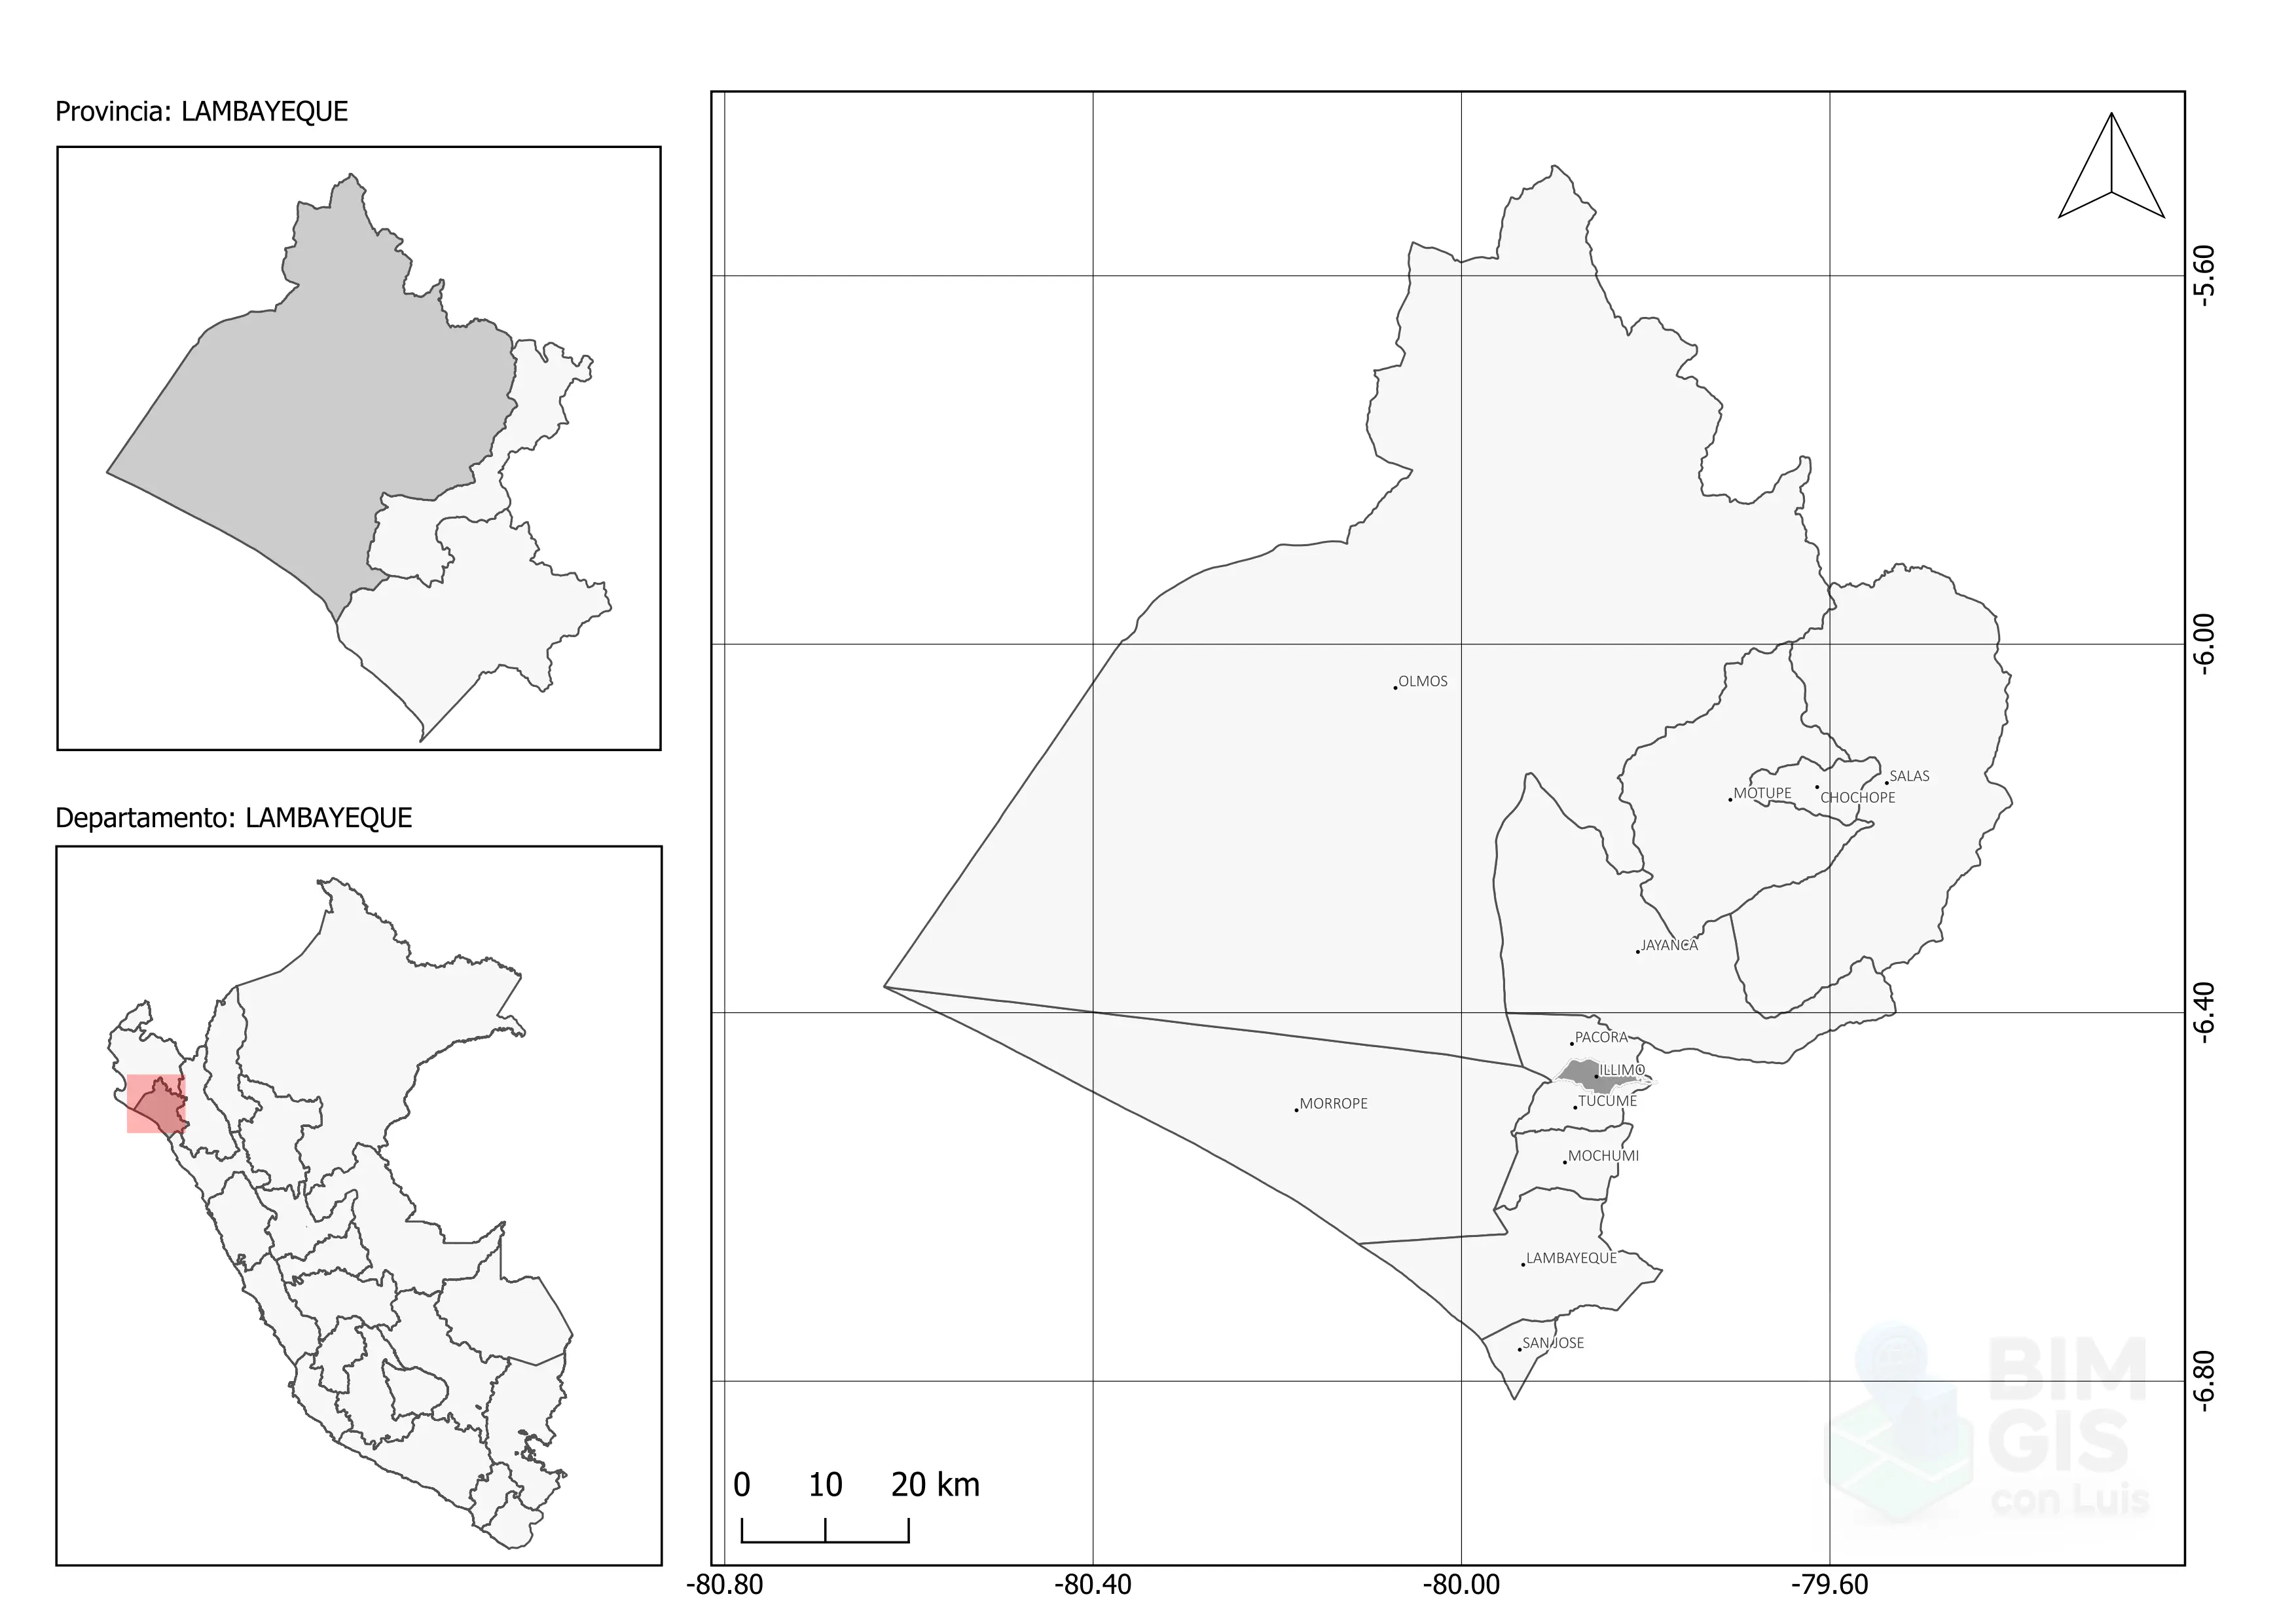 Provincia: LAMBAYEQUE
Departamento: LAMBAYEQUE
-5.60
-6.00
-6.40
-6.80
-80.80
-80.40
-80.00
-79.60
OLMOS
SALAS
MOTUPE
CHOCHOPE
JAYANCA
PACORA
ILLIMO
TUCUME
MORROPE
MOCHUMI
LAMBAYEQUE
SAN JOSE
0 10 20 km
BIM
GIS
con Luis